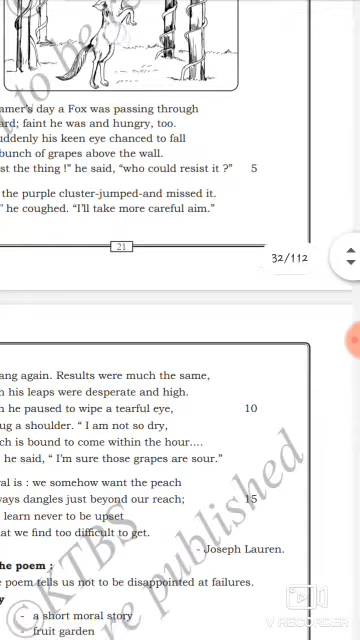 mer's day a Fox was passing through
ard; faint he was and hungry, too.
uddenly his keen eye chanced to fall
bunch of grapes above the wall.
st the thing !" he said, "who could resist it ?" 5
the purple cluster-jumped-and missed it.
" he coughed. "I'll take more careful aim."
21
32/112
ang again. Results were much the same,
h his leaps were desperate and high.
h he paused to wipe a tearful eye, 10
ug a shoulder. " I am not so dry,
ch is bound to come within the hour....
he said, " I'm sure those grapes are sour."
al is : we somehow want the peach
ays dangles just beyond our reach; 15
learn never to be upset
at we find too difficult to get.
- Joseph Lauren.
he poem :
e poem tells us not to be disappointed at failures.
y
- a short moral story
- fruit garden
©KTBS
re published
to be
V RECORDER